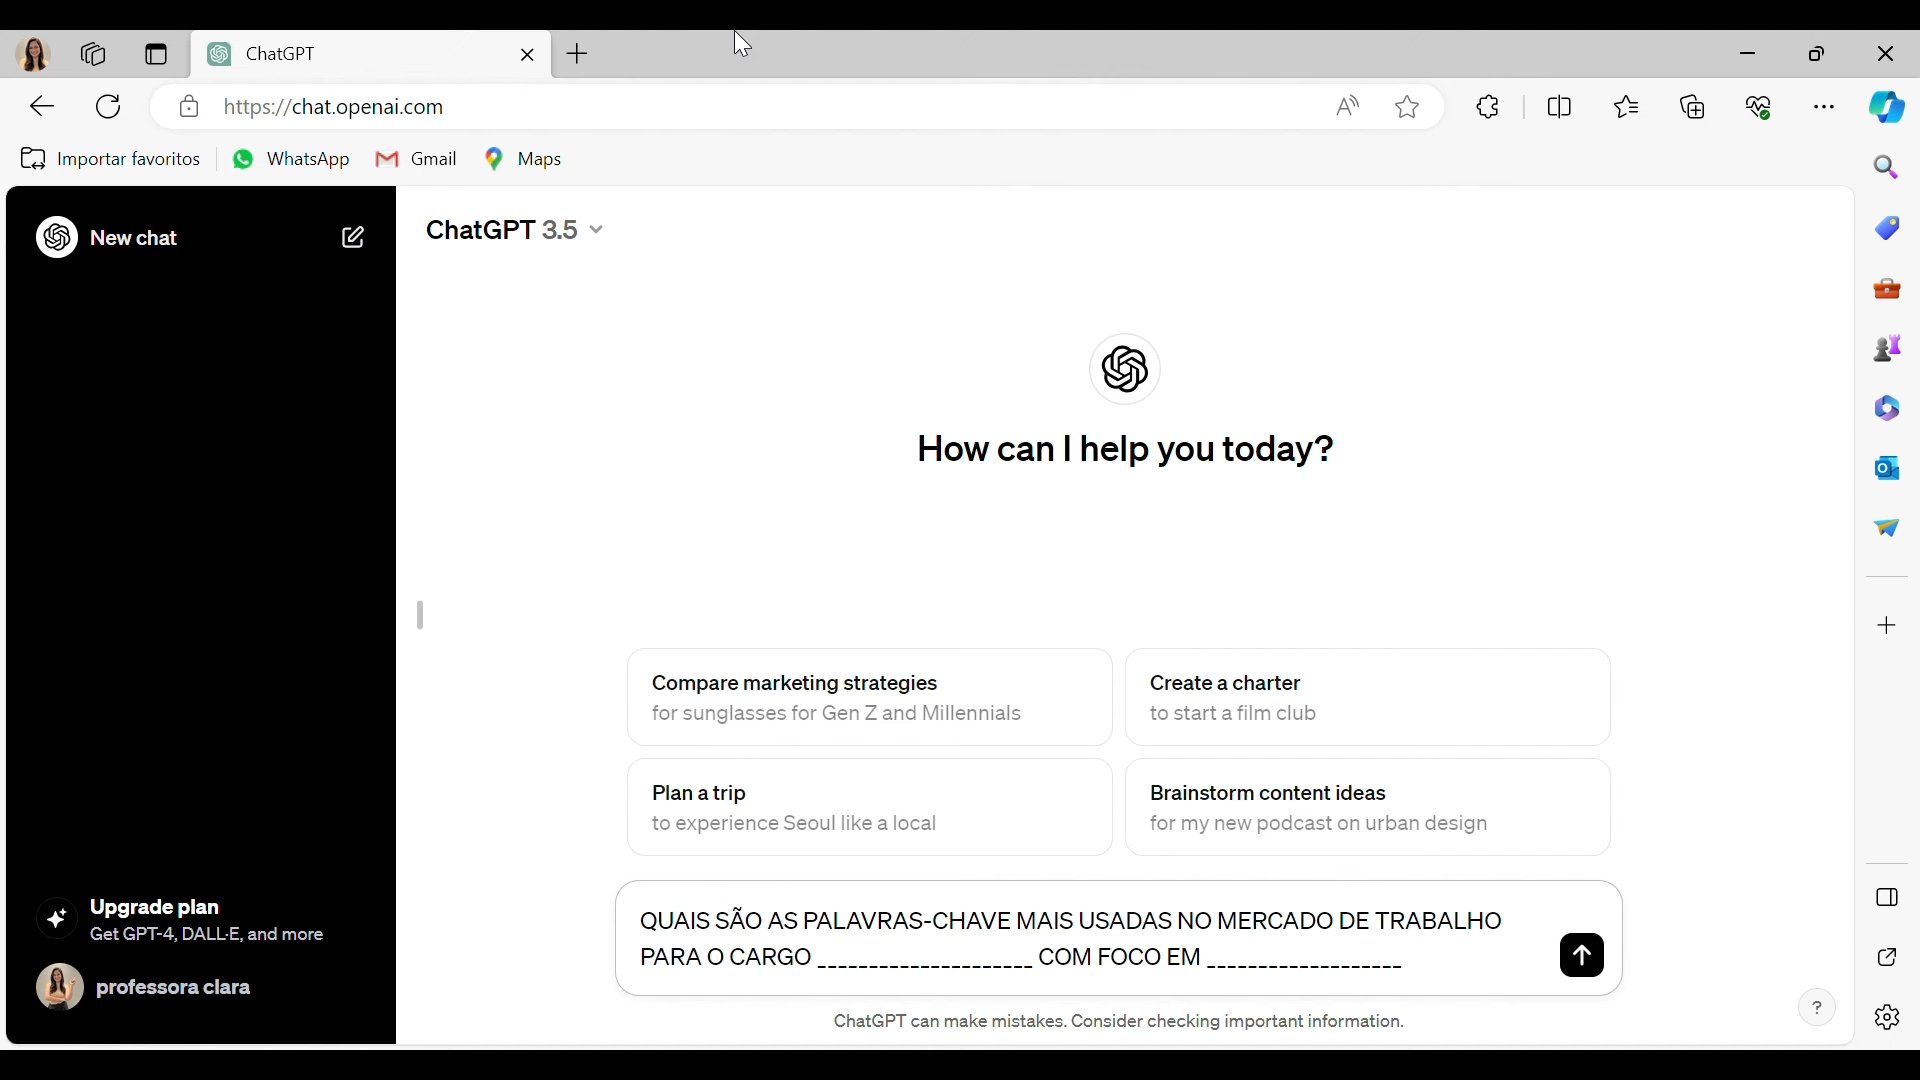 ChatGPT
https://chat.openai.com
Importar favoritos WhatsApp Gmail Maps
New chat
ChatGPT 3.5
How can I help you today?
Compare marketing strategies
for sunglasses for Gen Z and Millennials
Create a charter
to start a film club
Plan a trip
to experience Seoul like a local
Brainstorm content ideas
for my new podcast on urban design
Upgrade plan
Get GPT-4, DALL·E, and more
professora clara
QUAIS SÃO AS PALAVRAS-CHAVE MAIS USADAS NO MERCADO DE TRABALHO
PARA O CARGO _____________________ COM FOCO EM ___________________
ChatGPT can make mistakes. Consider checking important information.
?